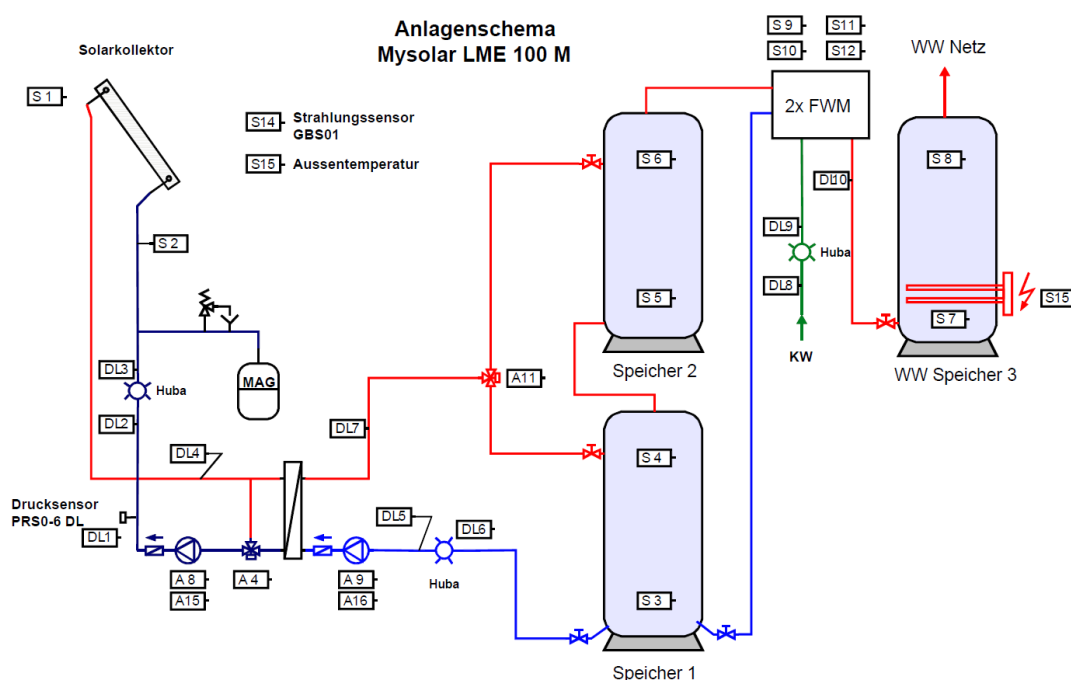 Anlagenschema
Mysolar LME 100 M
Solarkollektor
S 1
S14
Strahlungssensor
GBS01
S15
Aussentemperatur
S 2
S 9
S11
S10
S12
2x FWM
WW Netz
S 6
S 8
DL10
DL9
Huba
DL8
S 5
S15
S 7
KW
Speicher 2
WW Speicher 3
DL3
Huba
MAG
A11
DL2
DL7
DL4
S 4
Drucksensor
PRS0-6 DL
DL1
DL5
DL6
Huba
A 8
A 4
A 9
A15
A16
S 3
Speicher 1